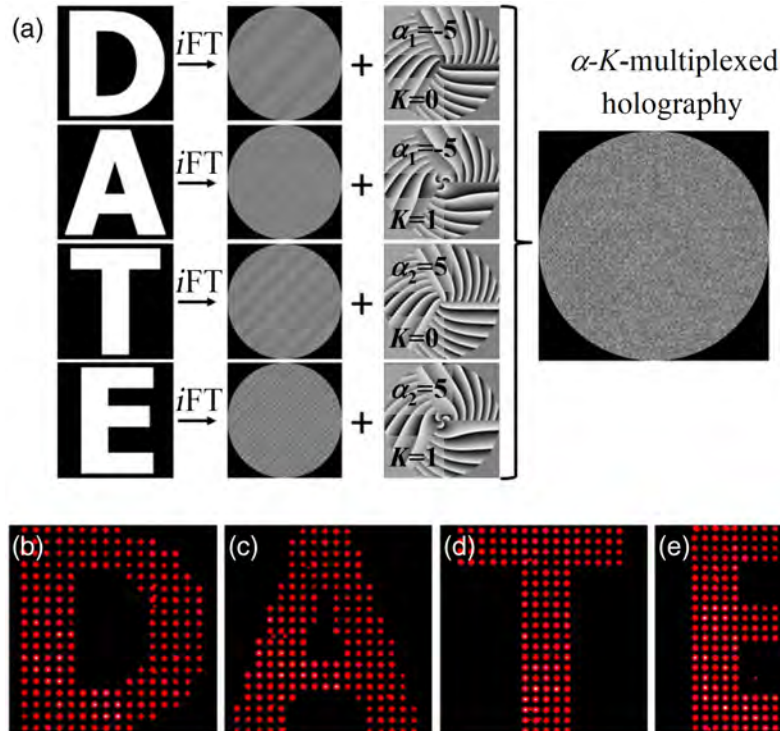 (a)
D
iFT
+
α₁=-5
K=0
A
iFT
+
α₁=-5
K=1
T
iFT
+
α₂=5
K=0
E
iFT
+
α₂=5
K=1
α-K-multiplexed
holography
(b)
D
(c)
A
(d)
T
(e)
E